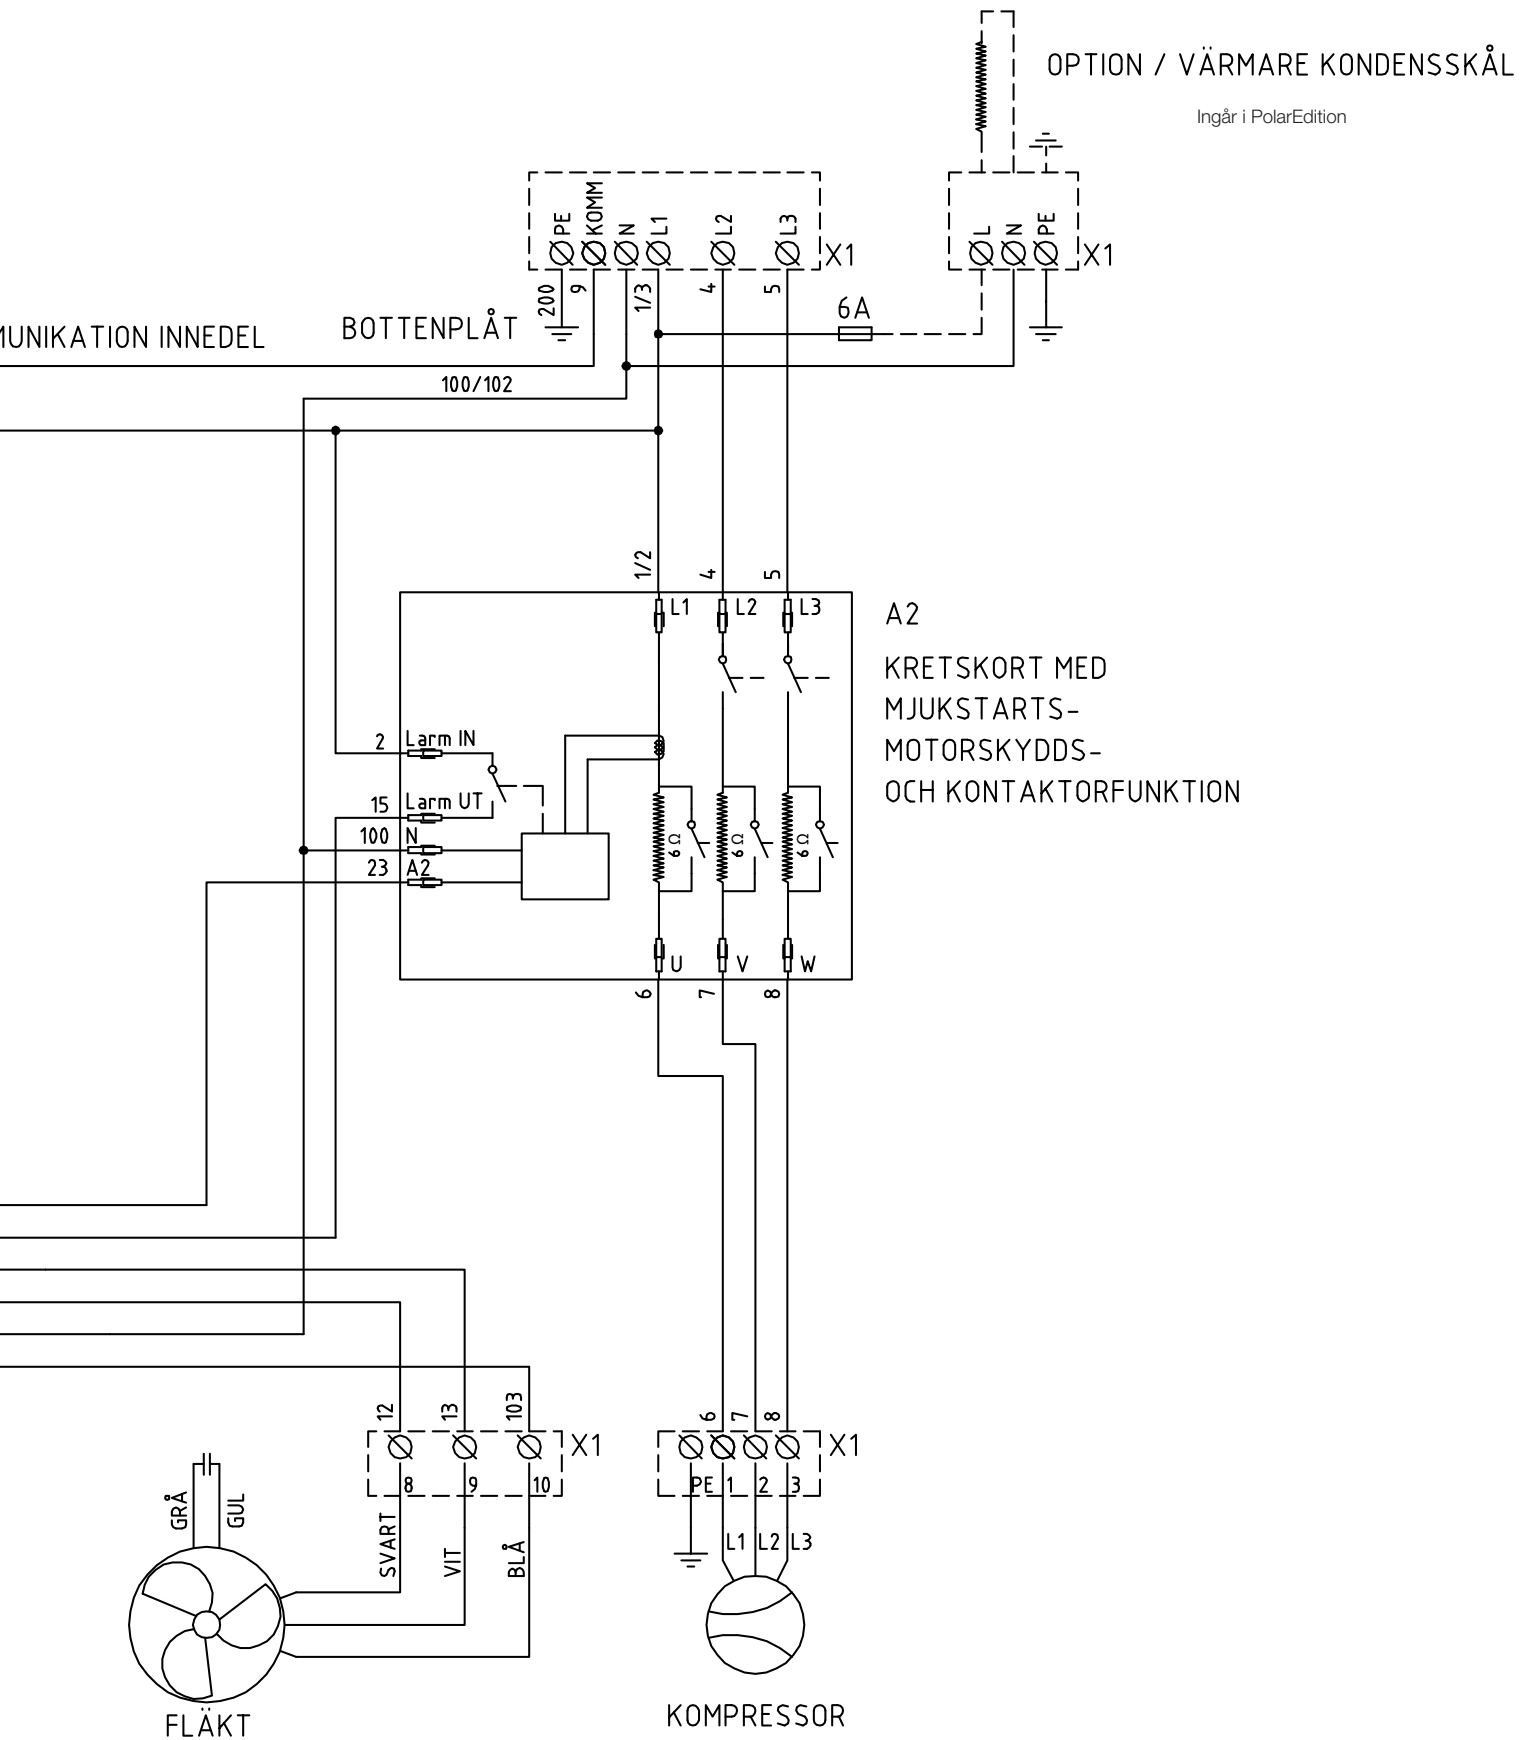 OPTION / VÄRMARE KONDENSSKÅL
Ingår i PolarEdition
PE KOMM N L1 L2 L3 X1
L N PE X1
200 9 1/3 4 5
6A
MUNIKATION INNEDEL
BOTTENPLÅT
100/102
1/2 4 5
L1 L2 L3
A2
KRETSKORT MED
MJUKSTARTS-
MOTORSKYDDS-
OCH KONTAKTORFUNKTION
2 Larm IN
15 Larm UT
100 N
23 A2
6 Ω 6 Ω 6 Ω
U V W
6 7 8
12 13 103
X1
8 9 10
6 7 8
X1
PE 1 2 3
GRÅ GUL
SVART VIT BLÅ
L1 L2 L3
FLÄKT
KOMPRESSOR